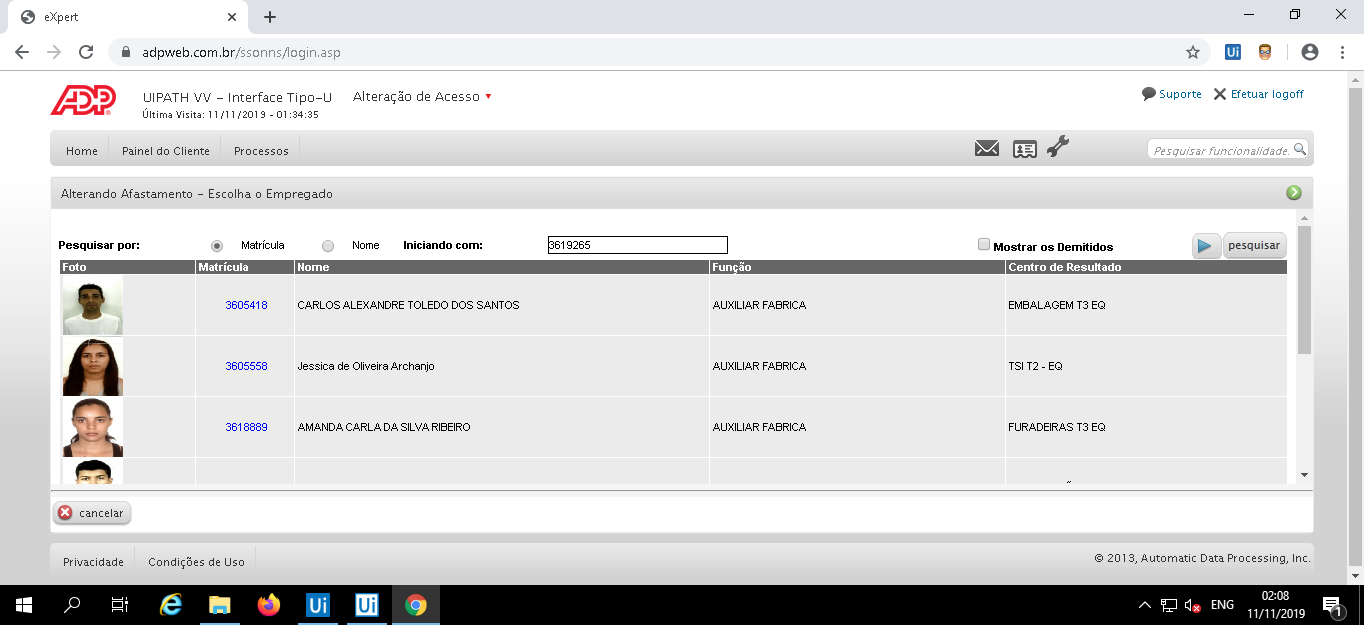 eXpert
adpweb.com.br/ssonns/login.asp
Ui
ADP
UIPATH VV - Interface Tipo-U
Alteração de Acesso
Última Visita: 11/11/2019 - 01:34:35
Suporte
Efetuar logoff
Home
Painel do Cliente
Processos
Pesquisar funcionalidade.
Alterando Afastamento - Escolha o Empregado
Pesquisar por:
Matrícula
Nome
Iniciando com:
3619265
Mostrar os Demitidos
pesquisar
Foto Matrícula Nome Função Centro de Resultado
3605418 CARLOS ALEXANDRE TOLEDO DOS SANTOS AUXILIAR FABRICA EMBALAGEM T3 EQ
3605558 Jessica de Oliveira Archanjo AUXILIAR FABRICA TSI T2 - EQ
3618889 AMANDA CARLA DA SILVA RIBEIRO AUXILIAR FABRICA FURADEIRAS T3 EQ
cancelar
Privacidade
Condições de Uso
© 2013, Automatic Data Processing, Inc.
Ui
Ui
ENG
02:08
11/11/2019
1